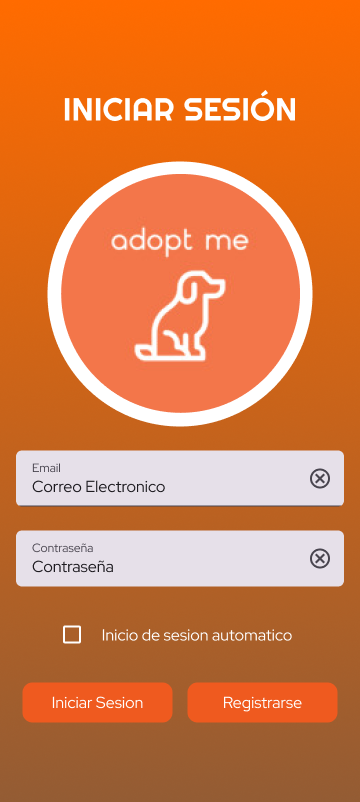 INICIAR SESIÓN
adopt me
Email
Correo Electronico
Contraseña
Contraseña
Inicio de sesion automatico
Iniciar Sesion
Registrarse